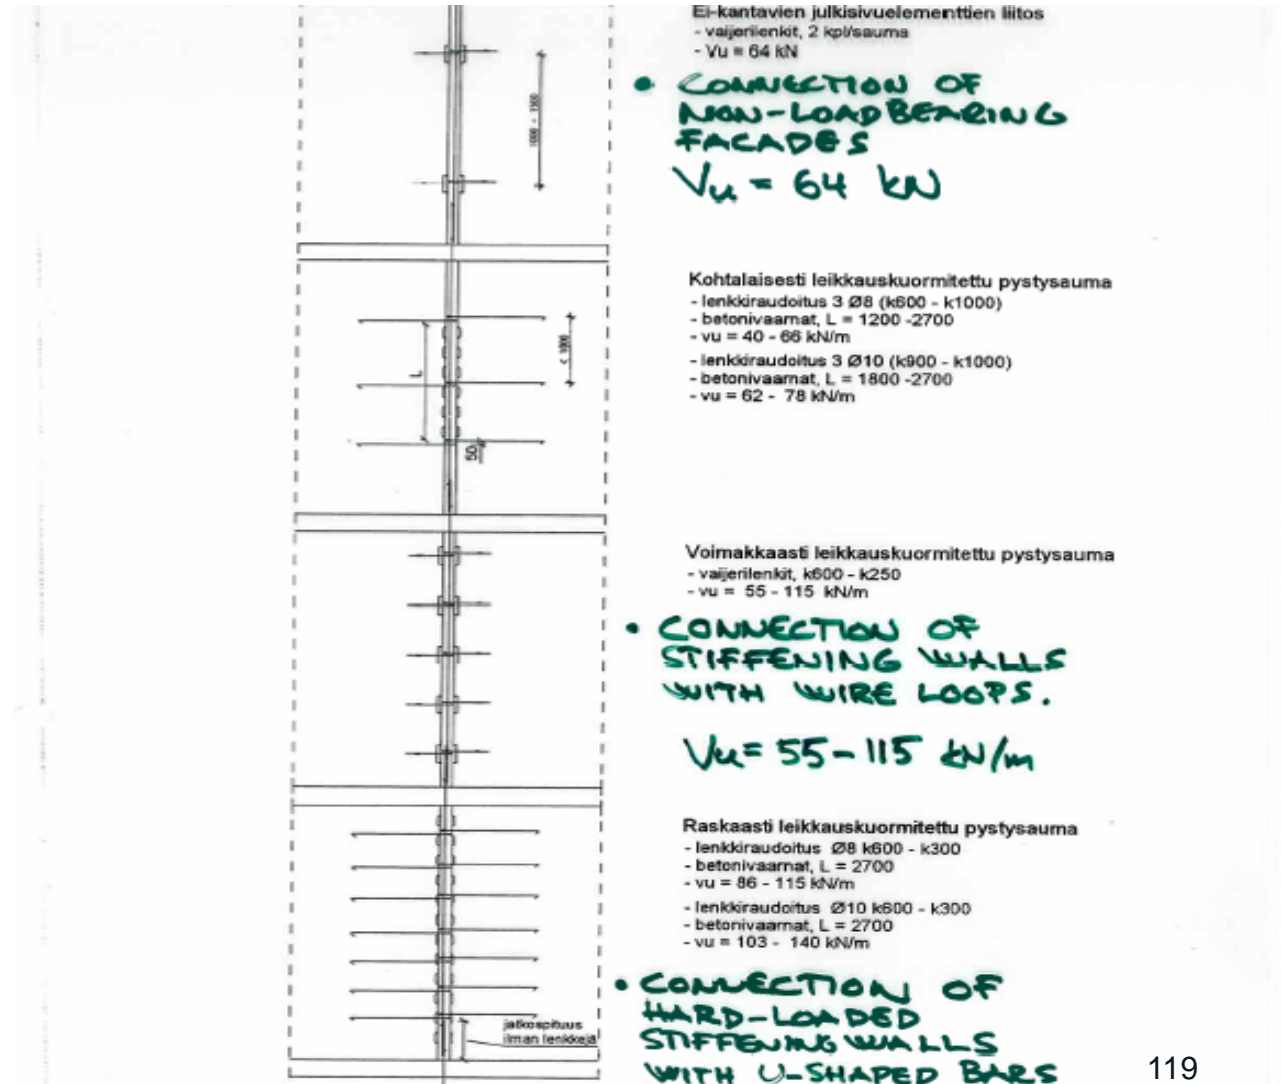 Ei-kantavien julkisivuelementtien liitos
- vaijerilenkit, 2 kpl/sauma
- Vu = 64 kN
• CONNECTION OF
NON-LOADBEARING
FACADES
Vu = 64 kN
1000 - 1500
Kohtalaisesti leikkauskuormitettu pystysauma
- lenkkiraudoitus 3 Ø8 (k600 - k1000)
- betonivaarnat, L = 1200 -2700
- vu = 40 - 66 kN/m
- lenkkiraudoitus 3 Ø10 (k900 - k1000)
- betonivaarnat, L = 1800 -2700
- vu = 62 - 78 kN/m
L
< 1000
50
Voimakkaasti leikkauskuormitettu pystysauma
- vaijerilenkit, k600 - k250
- vu = 55 - 115 kN/m
• CONNECTION OF
STIFFENING WALLS
WITH WIRE LOOPS.
Vu = 55 - 115 kN/m
Raskaasti leikkauskuormitettu pystysauma
- lenkkiraudoitus Ø8 k600 - k300
- betonivaarnat, L = 2700
- vu = 86 - 115 kN/m
- lenkkiraudoitus Ø10 k600 - k300
- betonivaarnat, L = 2700
- vu = 103 - 140 kN/m
• CONNECTION OF
HARD-LOADED
STIFFENING WALLS
WITH U-SHAPED BARS
jatkospituus
ilman lenkkejä
119